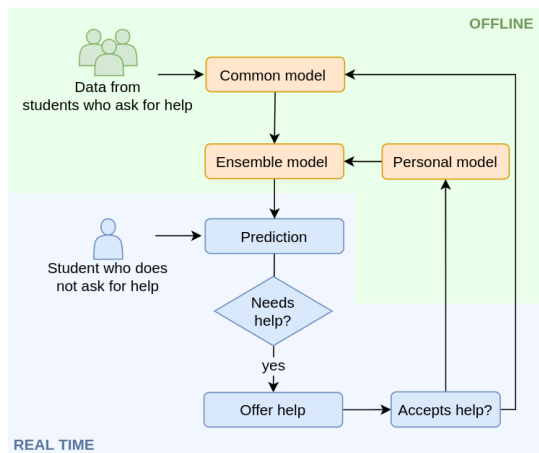 OFFLINE
Data from
students who ask for help
Common model
Ensemble model
Personal model
Student who does
not ask for help
Prediction
Needs
help?
yes
Offer help
Accepts help?
REAL TIME